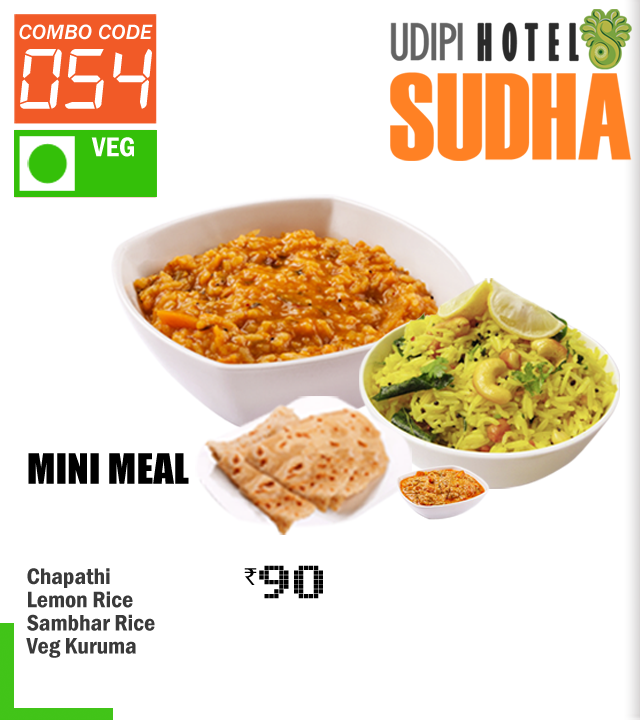 COMBO CODE
054
VEG
UDIPI HOTEL
SUDHA
MINI MEAL
Chapathi
Lemon Rice
Sambhar Rice
Veg Kuruma
₹90